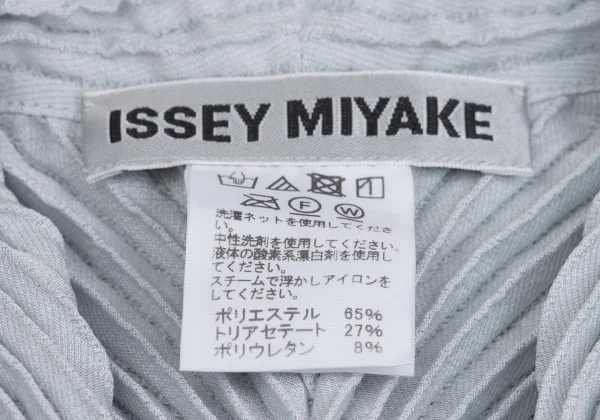 ISSEY MIYAKE
F W
洗濯ネットを使用してくださ
い。
中性洗剤を使用してください。
液体の酸素系漂白剤を使用し
てください。
スチームで浮かしアイロンを
してください。
ポリエステル 65%
トリアセテート 27%
ポリウレタン 8%